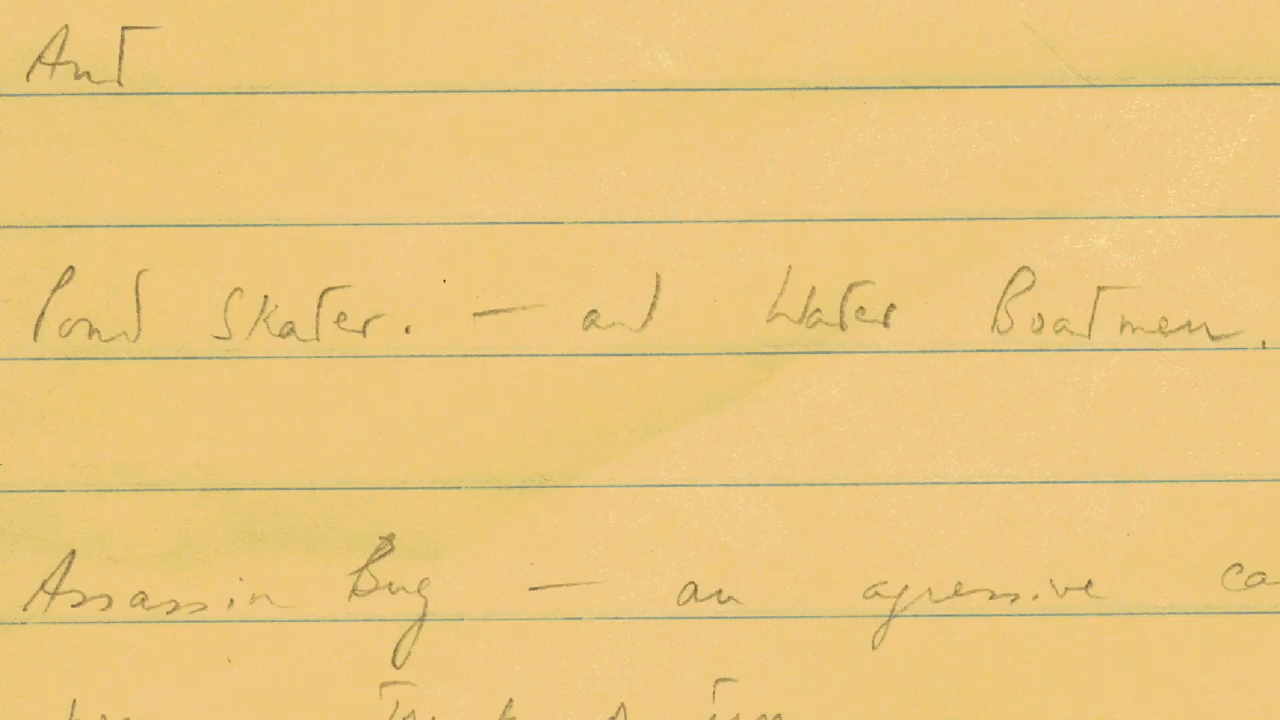 Ant
Pond Skater. — and Water Boatmen.
Assassin Bug — an agressive